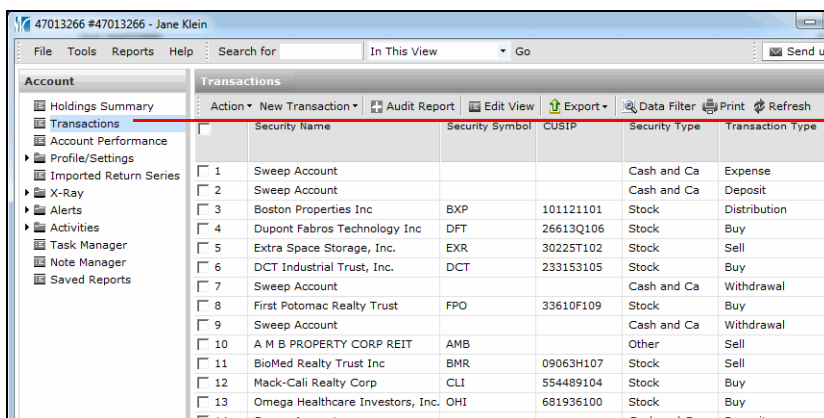 47013266 #47013266 - Jane Klein
File Tools Reports Help Search for In This View Go Send u
Account
Holdings Summary
Transactions
Account Performance
Profile/Settings
Imported Return Series
X-Ray
Alerts
Activities
Task Manager
Note Manager
Saved Reports
Transactions
Action New Transaction Audit Report Edit View Export Data Filter Print Refresh
Security Name Security Symbol CUSIP Security Type Transaction Type
1 Sweep Account Cash and Ca Expense
2 Sweep Account Cash and Ca Deposit
3 Boston Properties Inc BXP 101121101 Stock Distribution
4 Dupont Fabros Technology Inc DFT 26613Q106 Stock Buy
5 Extra Space Storage, Inc. EXR 30225T102 Stock Sell
6 DCT Industrial Trust, Inc. DCT 233153105 Stock Buy
7 Sweep Account Cash and Ca Withdrawal
8 First Potomac Realty Trust FPO 33610F109 Stock Buy
9 Sweep Account Cash and Ca Withdrawal
10 A M B PROPERTY CORP REIT AMB Other Sell
11 BioMed Realty Trust Inc BMR 09063H107 Stock Sell
12 Mack-Cali Realty Corp CLI 554489104 Stock Buy
13 Omega Healthcare Investors, Inc. OHI 681936100 Stock Buy